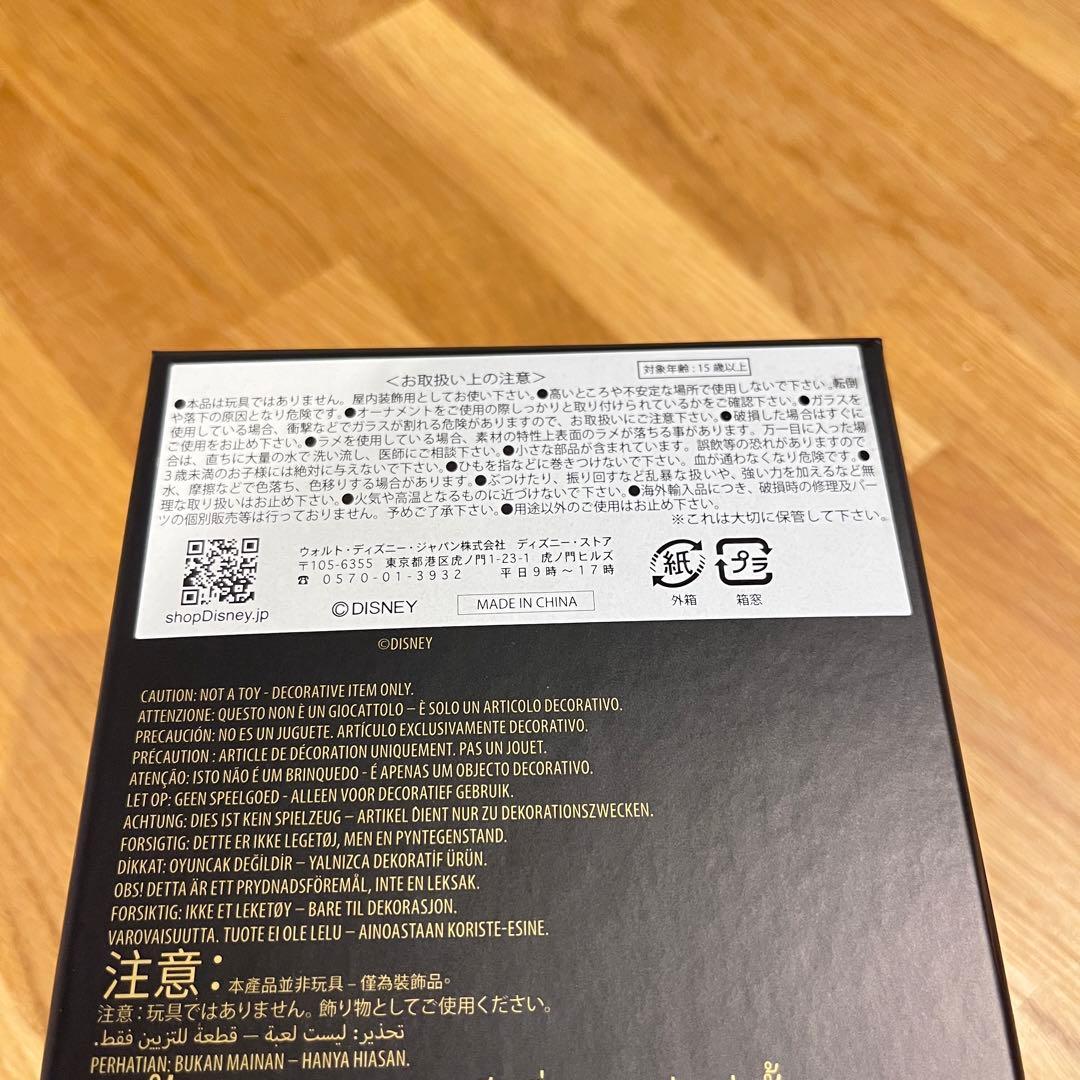 ＜お取扱い上の注意＞
対象年齢：15歳以上
●本品は玩具ではありません。屋内装飾用としてお使い下さい。●高いところや不安定な場所で使用しないで下さい。転倒
や落下の原因となり危険です。●オーナメントをご使用の際しっかりと取り付けられているかをご確認下さい。●ガラスを
使用している場合、衝撃などでガラスが割れる危険がありますので、お取扱いにご注意下さい。●破損した場合はすぐに
ご使用をお止め下さい。●ラメを使用している場合、素材の特性上表面のラメが落ちる事があります。万一目に入った場
合は、直ちに大量の水で洗い流し、医師にご相談下さい。●小さな部品が含まれています。誤飲等の恐れがありますので
３歳未満のお子様には絶対に与えないで下さい。●ひもを指などに巻きつけないで下さい。血が通わなくなり危険です。●
水、摩擦などで色落ち、色移りする場合があります。●ぶつけたり、振り回すなど乱暴な扱いや、強い力を加えるなど無
理な取り扱いはお止め下さい。●火気や高温となるものに近づけないで下さい。●海外輸入品につき、破損時の修理及びパー
ツの個別販売等は行っておりません。予めご了承下さい。●用途以外のご使用はお止め下さい。
※これは大切に保管して下さい。
ウォルト・ディズニー・ジャパン株式会社 ディズニー・ストア
〒105-6355 東京都港区虎ノ門1-23-1 虎ノ門ヒルズ
☎ 0570-01-3932 平日９時～１７時
shopDisney.jp
©DISNEY
MADE IN CHINA
紙
外箱
プラ
箱窓
©DISNEY
CAUTION: NOT A TOY - DECORATIVE ITEM ONLY.
ATTENZIONE: QUESTO NON È UN GIOCATTOLO – È SOLO UN ARTICOLO DECORATIVO.
PRECAUCIÓN: NO ES UN JUGUETE. ARTÍCULO EXCLUSIVAMENTE DECORATIVO.
PRÉCAUTION : ARTICLE DE DÉCORATION UNIQUEMENT. PAS UN JOUET.
ATENÇÃO: ISTO NÃO É UM BRINQUEDO - É APENAS UM OBJECTO DECORATIVO.
LET OP: GEEN SPEELGOED - ALLEEN VOOR DECORATIEF GEBRUIK.
ACHTUNG: DIES IST KEIN SPIELZEUG – ARTIKEL DIENT NUR ZU DEKORATIONSZWECKEN.
FORSIGTIG: DETTE ER IKKE LEGETØJ, MEN EN PYNTEGENSTAND.
DİKKAT: OYUNCAK DEĞİLDİR – YALNIZCA DEKORATİF ÜRÜN.
OBS! DETTA ÄR ETT PRYDNADSFÖREMÅL, INTE EN LEKSAK.
FORSIKTIG: IKKE ET LEKETØY – BARE TIL DEKORASJON.
VAROVAISUUTTA. TUOTE EI OLE LELU – AINOASTAAN KORISTE-ESINE.
注意: 本產品並非玩具 – 僅為裝飾品。
注意：玩具ではありません。飾り物としてご使用ください。
تحذير: ليست لعبة – قطعة للتزيين فقط.
PERHATIAN: BUKAN MAINAN – HANYA HIASAN.